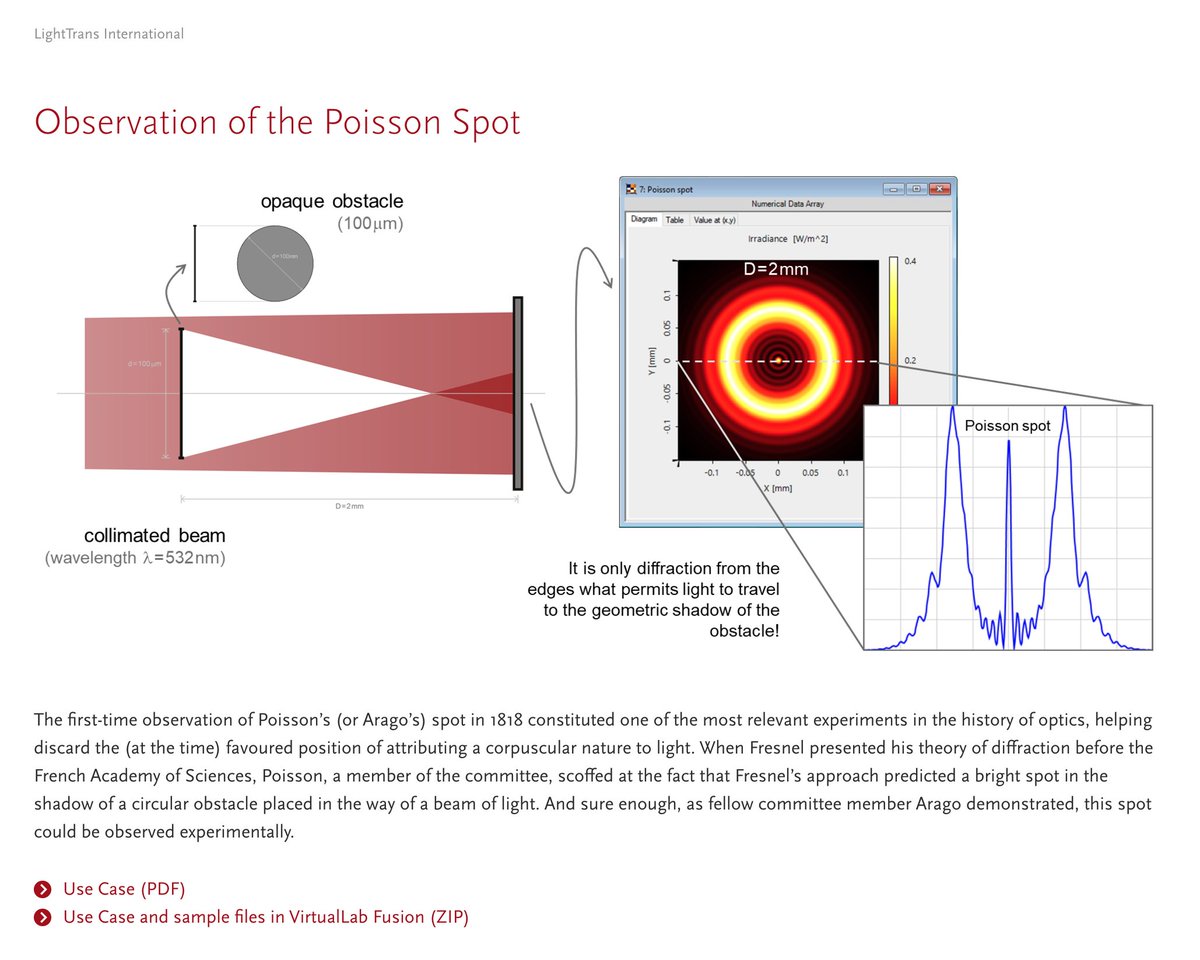 LightTrans International
Observation of the Poisson Spot
opaque obstacle
(100µm)
d=100µm
d=100µm
D=2mm
collimated beam
(wavelength λ=532nm)
7: Poisson spot
Numerical Data Array
Diagram Table Value at (x,y)
Irradiance [W/m^2]
D=2mm
0.4
0.2
Y [mm]
0.1
0.05
0
-0.05
-0.1
-0.1 -0.05 0 0.05 0.1
X [mm]
Poisson spot
It is only diffraction from the
edges what permits light to travel
to the geometric shadow of the
obstacle!
The first-time observation of Poisson’s (or Arago’s) spot in 1818 constituted one of the most relevant experiments in the history of optics, helping
discard the (at the time) favoured position of attributing a corpuscular nature to light. When Fresnel presented his theory of diffraction before the
French Academy of Sciences, Poisson, a member of the committee, scoffed at the fact that Fresnel’s approach predicted a bright spot in the
shadow of a circular obstacle placed in the way of a beam of light. And sure enough, as fellow committee member Arago demonstrated, this spot
could be observed experimentally.
Use Case (PDF)
Use Case and sample files in VirtualLab Fusion (ZIP)